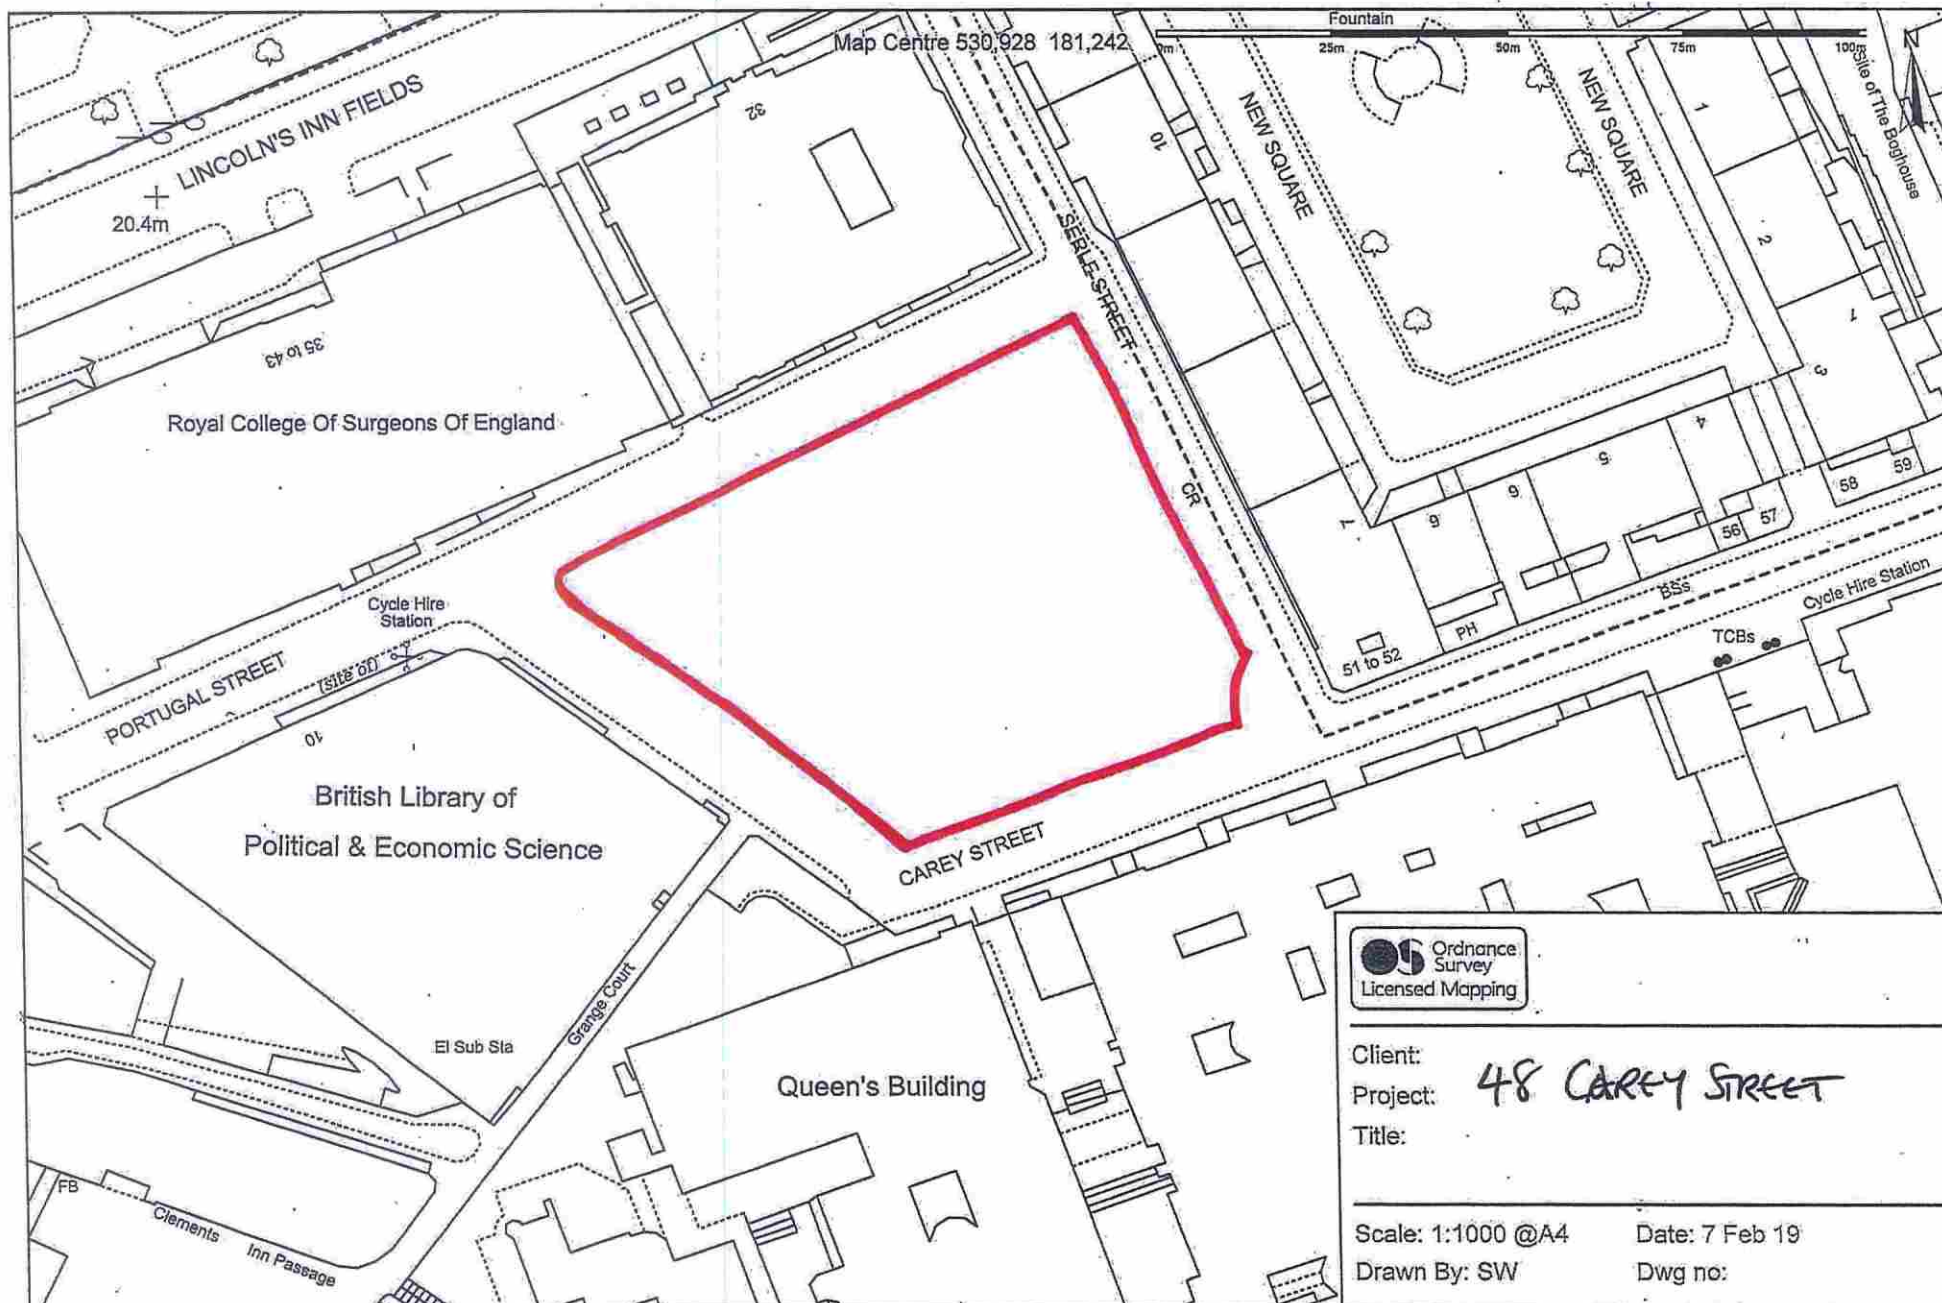 Fountain
Map Centre 530,928 181,242
0m
25m
50m
75m
100m
N
Site of The Boghouse
LINCOLN'S INN FIELDS
20.4m
32
10
NEW SQUARE
NEW SQUARE
1
2
1
3
SERLE STREET
35 to 43
Royal College Of Surgeons Of England
CR
4
5
6
6
7
59
58
57
56
BSs
Cycle Hire Station
TCBs
PH
51 to 52
Cycle Hire
Station
(site of)
PORTUGAL STREET
10
British Library of
Political & Economic Science
CAREY STREET
Grange Court
El Sub Sta
Queen's Building
FB
Clements Inn Passage
OS Ordnance
Survey
Licensed Mapping
Client:
Project: 48 CAREY STREET
Title:
Scale: 1:1000 @A4
Date: 7 Feb 19
Drawn By: SW
Dwg no: